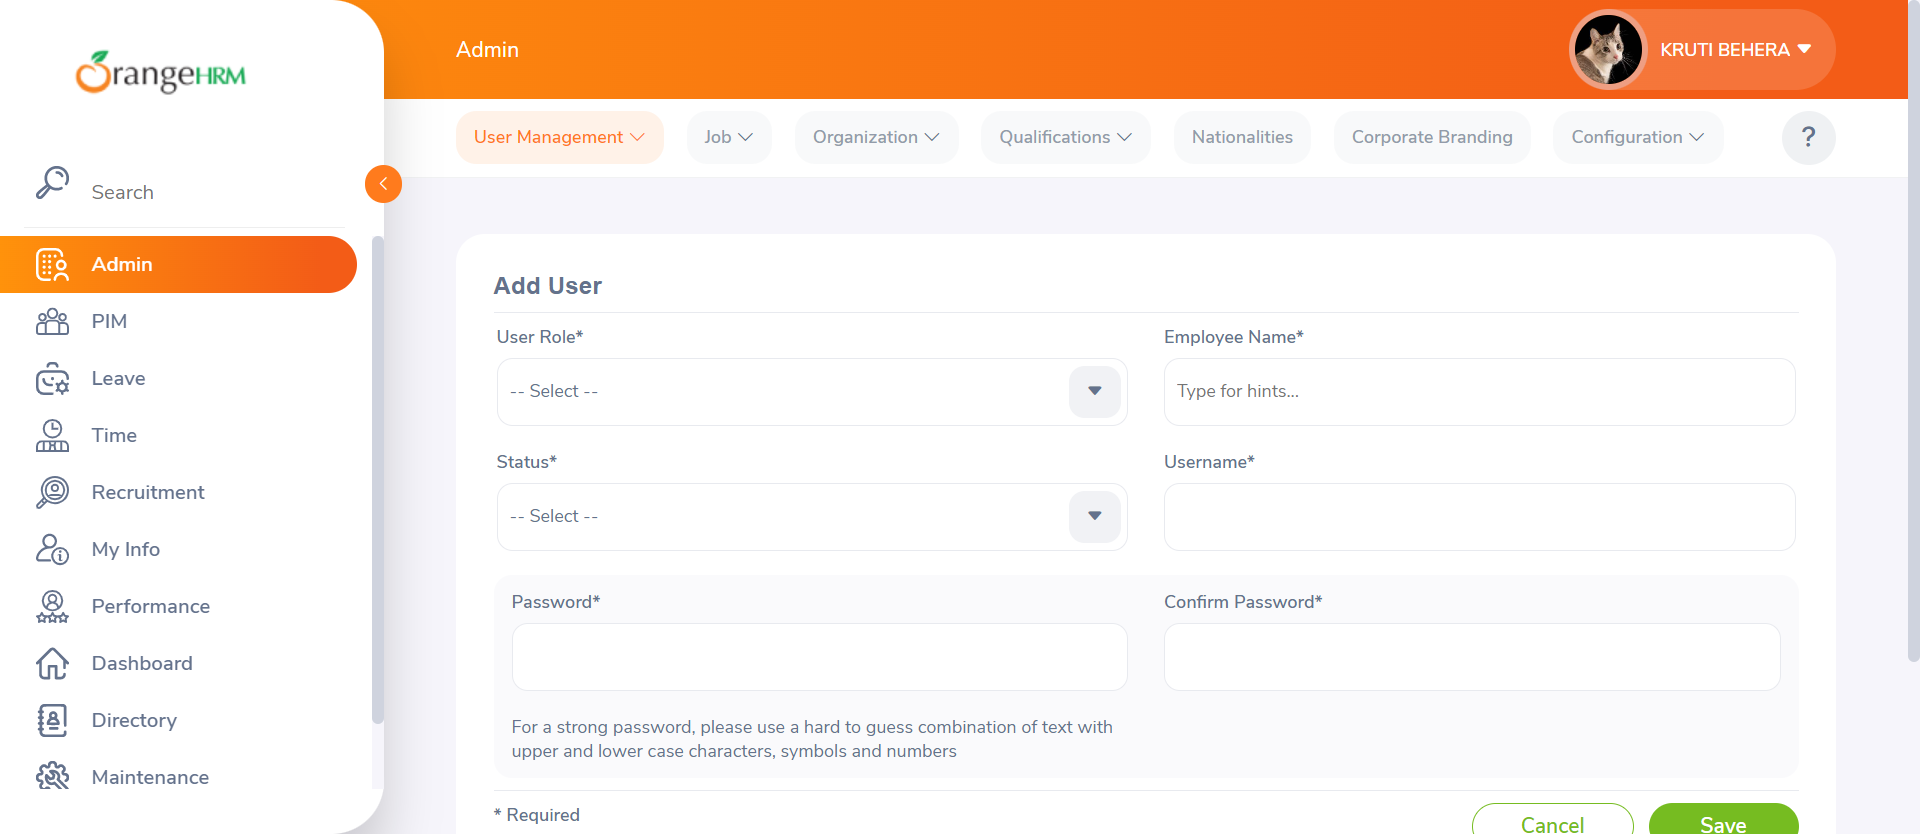 OrangeHRM
Admin
KRUTI BEHERA
User Management
Job
Organization
Qualifications
Nationalities
Corporate Branding
Configuration
?
Search
Admin
PIM
Leave
Time
Recruitment
My Info
Performance
Dashboard
Directory
Maintenance
Add User
User Role*
Employee Name*
-- Select --
Type for hints...
Status*
Username*
-- Select --
Password*
Confirm Password*
For a strong password, please use a hard to guess combination of text with
upper and lower case characters, symbols and numbers
* Required
Cancel
Save